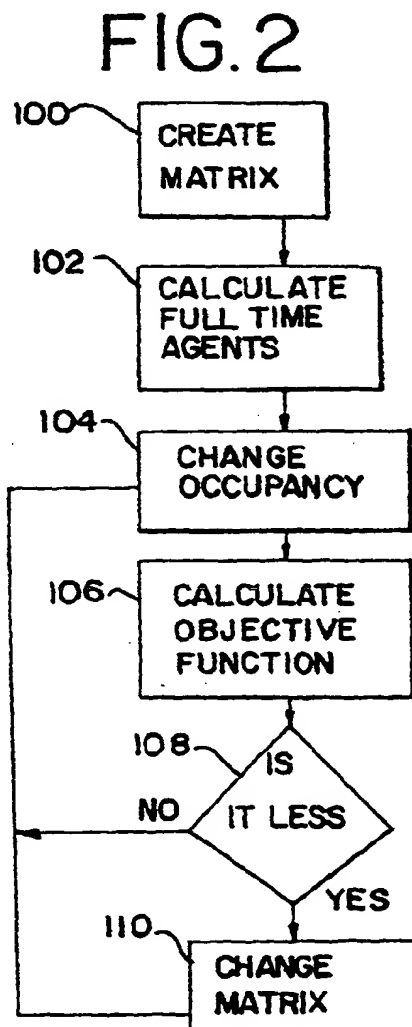 FIG. 2
100
CREATE
MATRIX
102
CALCULATE
FULL TIME
AGENTS
104
CHANGE
OCCUPANCY
106
CALCULATE
OBJECTIVE
FUNCTION
108
IS
IT LESS
NO
YES
110
CHANGE
MATRIX